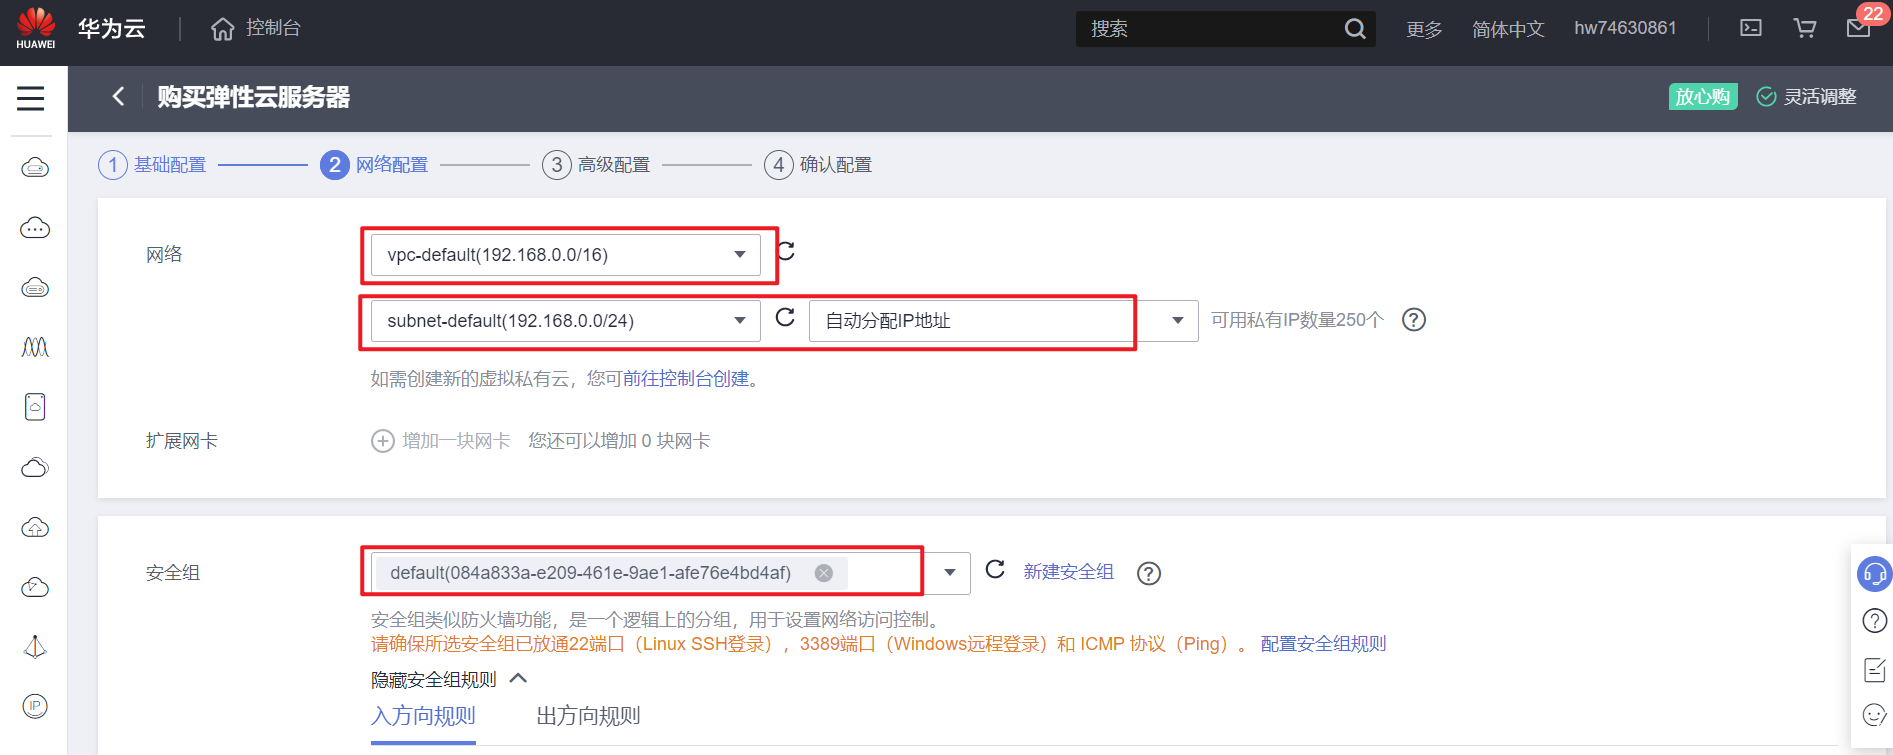 HUAWEI 华为云 控制台 搜索 更多 简体中文 hw74630861 22
购买弹性云服务器 放心购 灵活调整
1 基础配置 2 网络配置 3 高级配置 4 确认配置
网络 vpc-default(192.168.0.0/16)
subnet-default(192.168.0.0/24) 自动分配IP地址 可用私有IP数量250个 ?
如需创建新的虚拟私有云，您可前往控制台创建。
扩展网卡 增加一块网卡 您还可以增加 0 块网卡
安全组 default(084a833a-e209-461e-9ae1-afe76e4bd4af) 新建安全组 ?
安全组类似防火墙功能，是一个逻辑上的分组，用于设置网络访问控制。
请确保所选安全组已放通22端口（Linux SSH登录），3389端口（Windows远程登录）和 ICMP 协议（Ping）。 配置安全组规则
隐藏安全组规则
入方向规则 出方向规则
IP